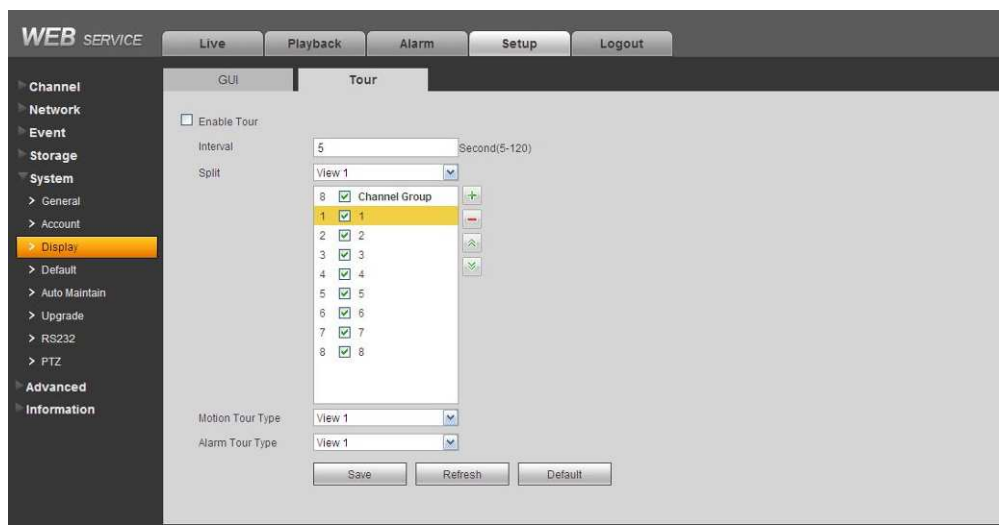 WEB SERVICE
Live
Playback
Alarm
Setup
Logout
Channel
Network
Event
Storage
System
> General
> Account
> Display
> Default
> Auto Maintain
> Upgrade
> RS232
> PTZ
Advanced
Information
GUI
Tour
Enable Tour
Interval 5 Second(5-120)
Split View 1
8 Channel Group
1 1
2 2
3 3
4 4
5 5
6 6
7 7
8 8
Motion Tour Type View 1
Alarm Tour Type View 1
Save
Refresh
Default